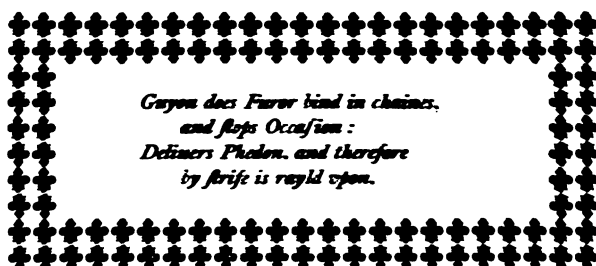 Guyon does Furor bind in chaines,
and ſtops Occaſion :
Deliuers Phedon, and therefore
by ſtrife is rayld vpon.